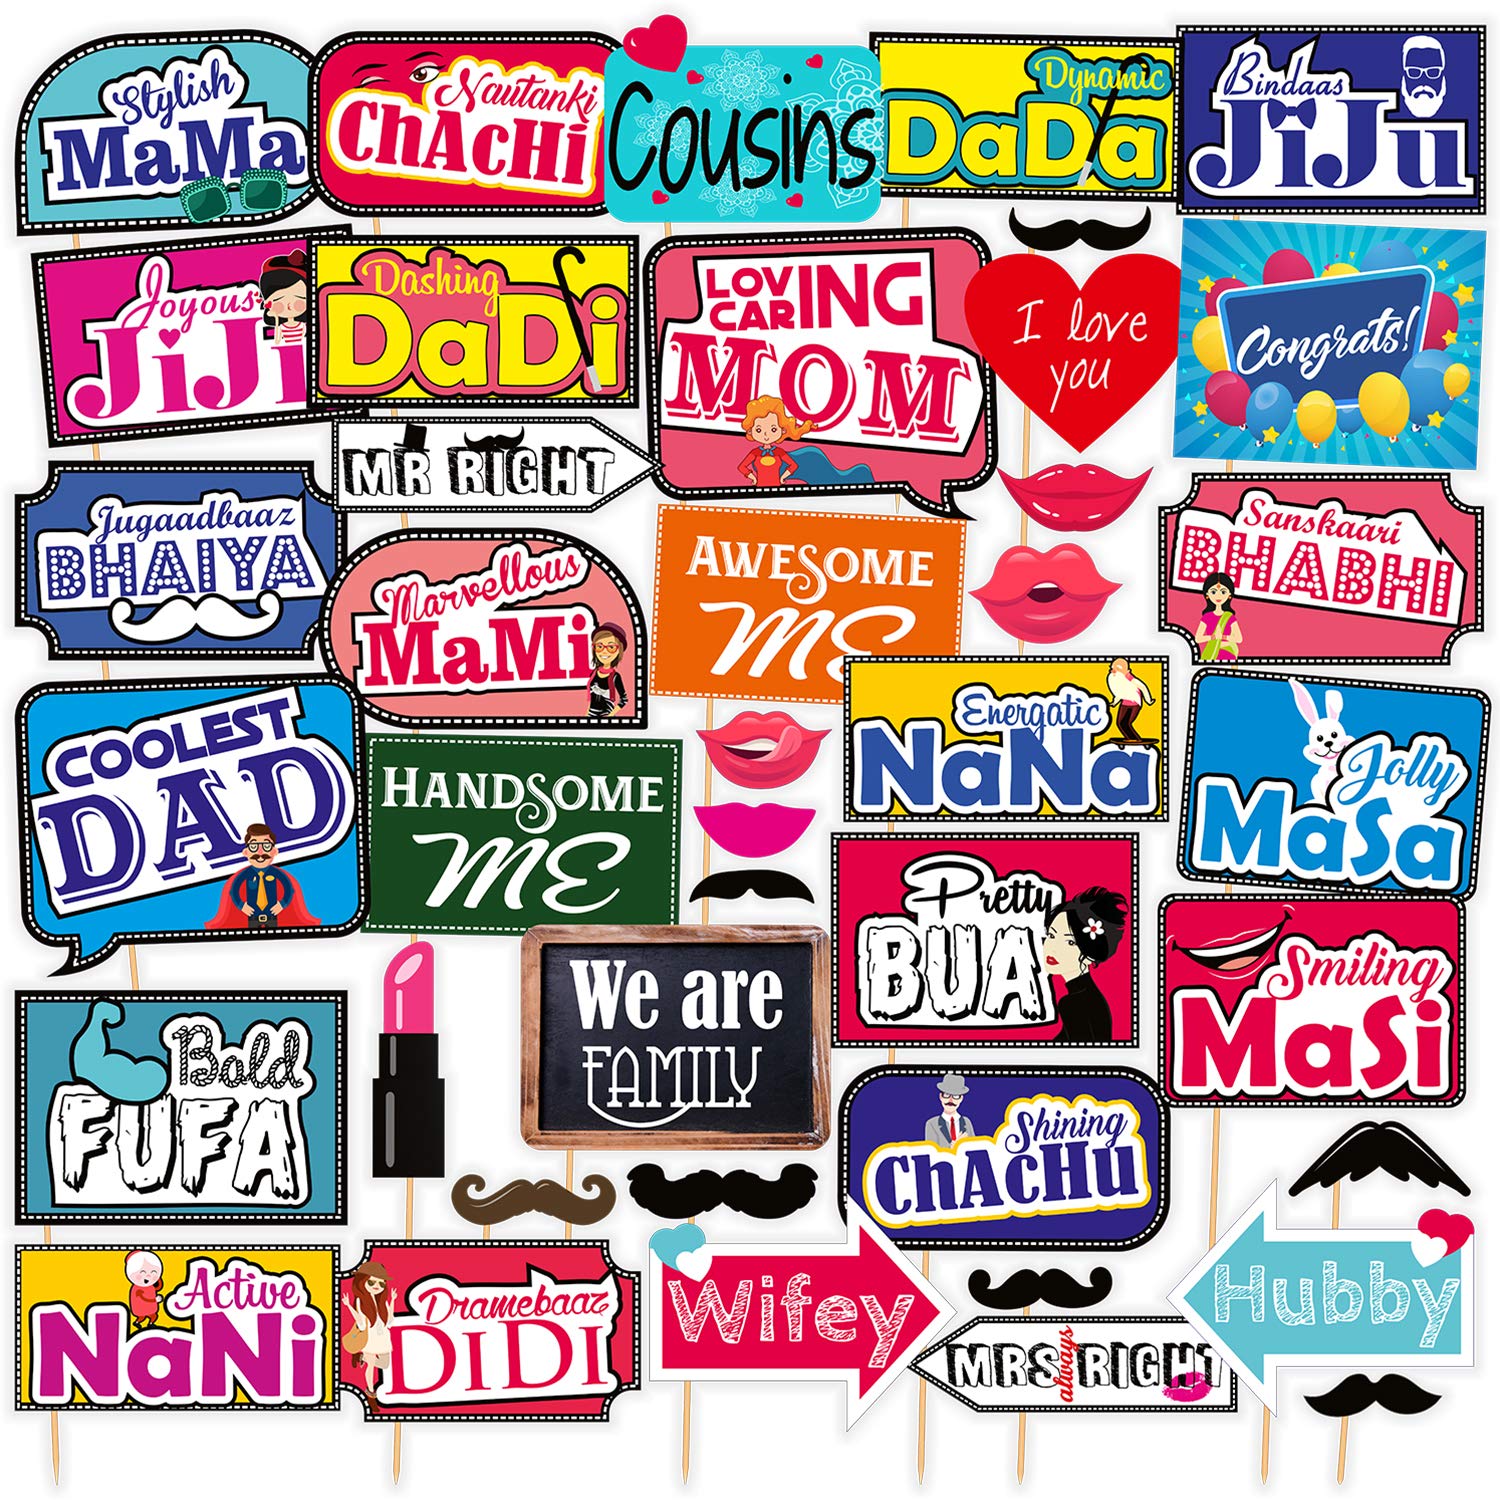 Stylish
MaMa
Nautanki
ChAcHi
Cousins
Dynamic
DaDa
Bindaas
JiJu
Joyous
JiJi
Dashing
DaDi
LOVING
CARING
MOM
I love
you
Congrats!
MR RIGHT
Jugaadbaaz
BHAIYA
Marvellous
MaMi
AWESOME
ME
Sanskaari
BHABHI
COOLEST
DAD
HANDSOME
ME
Energatic
NaNa
Jolly
MaSa
Pretty
BUA
Smiling
MaSi
Bold
FUFA
We are
FAMILY
Shining
ChAcHu
Active
NaNi
Dramebaaz
DIDI
Wifey
Hubby
MRS always RIGHT